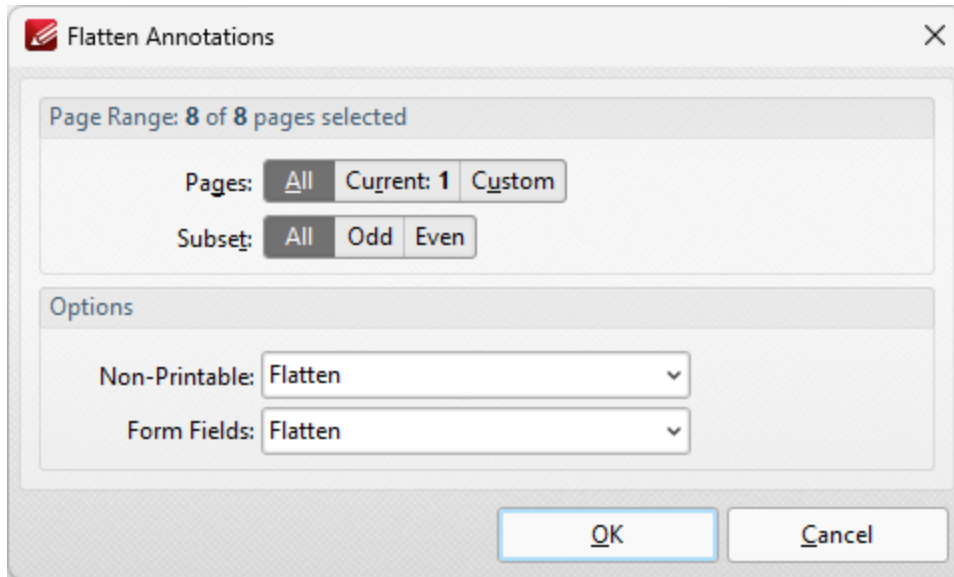 Flatten Annotations
Page Range: 8 of 8 pages selected
Pages: All Current: 1 Custom
Subset: All Odd Even
Options
Non-Printable: Flatten
Form Fields: Flatten
OK Cancel